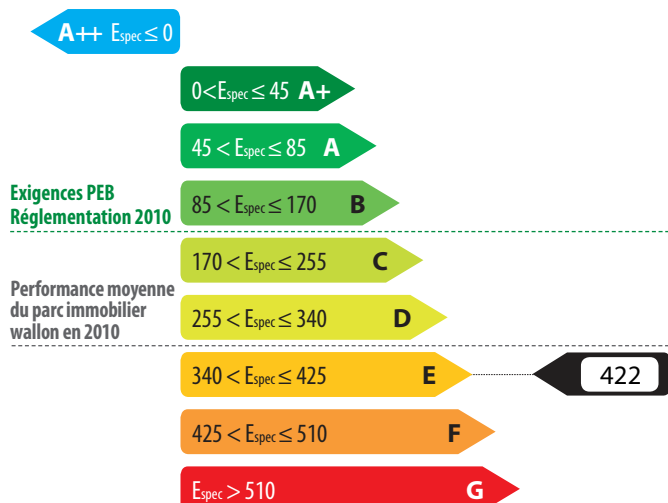 A++ Espec ≤ 0
0<Espec ≤ 45 A+
45 < Espec ≤ 85 A
Exigences PEB
Réglementation 2010
85 < Espec ≤ 170 B
170 < Espec ≤ 255 C
Performance moyenne
du parc immobilier
wallon en 2010
255 < Espec ≤ 340 D
340 < Espec ≤ 425 E
422
425 < Espec ≤ 510 F
Espec > 510 G